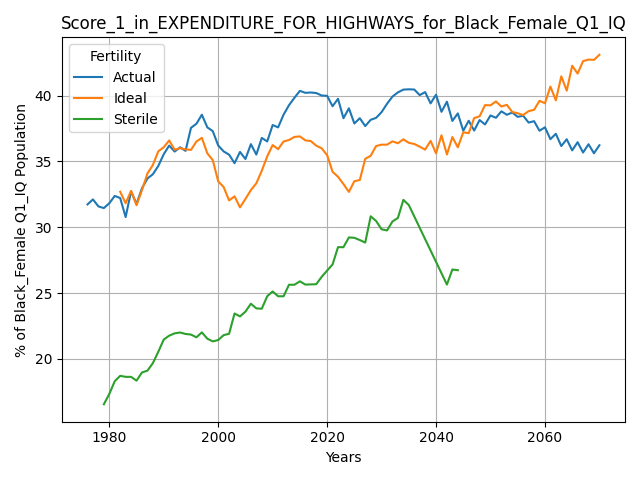 Score_1_in_EXPENDITURE_FOR_HIGHWAYS_for_Black_Female_Q1_IQ
Fertility
Actual
Ideal
Sterile
% of Black_Female Q1_IQ Population
40
35
30
25
20
1980
2000
2020
2040
2060
Years